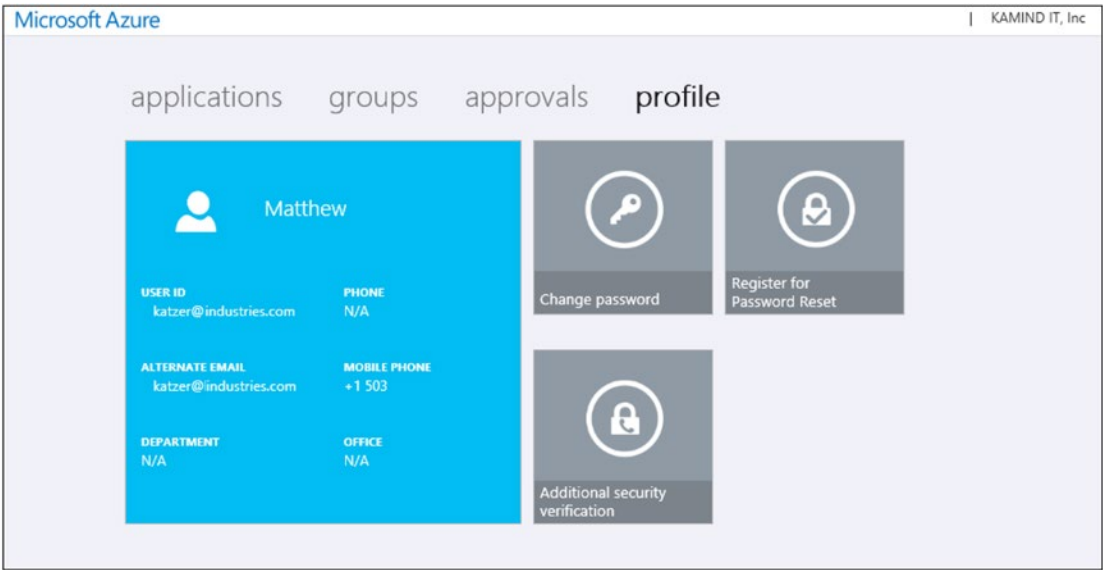 Microsoft Azure
| KAMIND IT, Inc
applications groups approvals profile
Matthew
USER ID PHONE
katzer@industries.com N/A
ALTERNATE EMAIL MOBILE PHONE
katzer@industries.com +1 503
DEPARTMENT OFFICE
N/A N/A
Change password
Register for
Password Reset
Additional security
verification